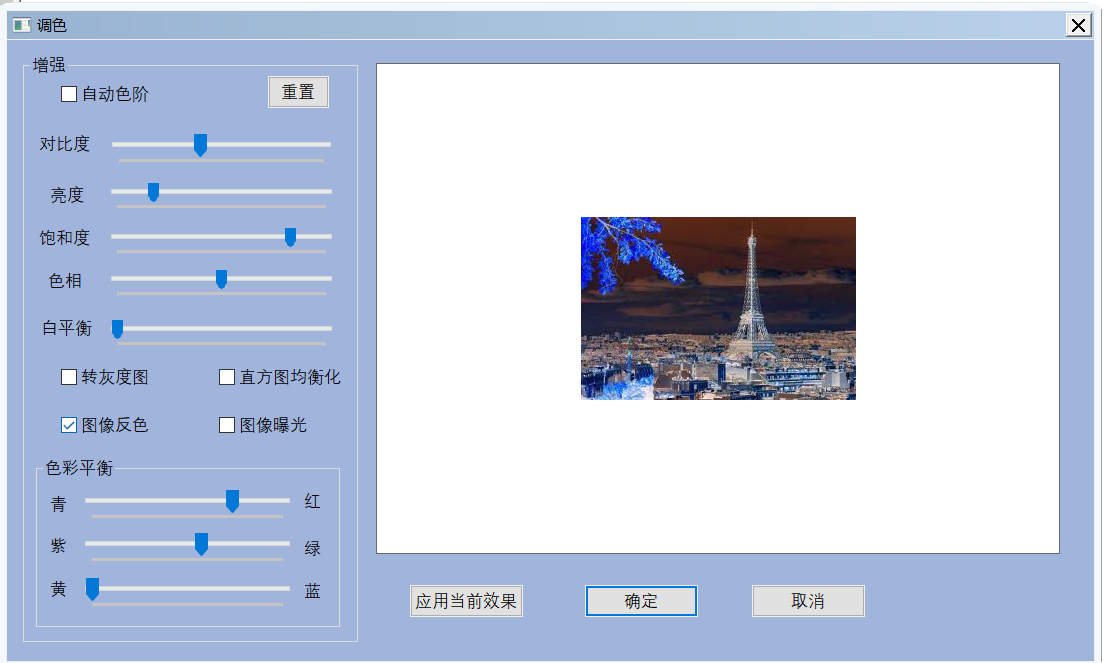 调色
增强
自动色阶
重置
对比度
亮度
饱和度
色相
白平衡
转灰度图
直方图均衡化
图像反色
图像曝光
色彩平衡
青
红
紫
绿
黄
蓝
应用当前效果
确定
取消